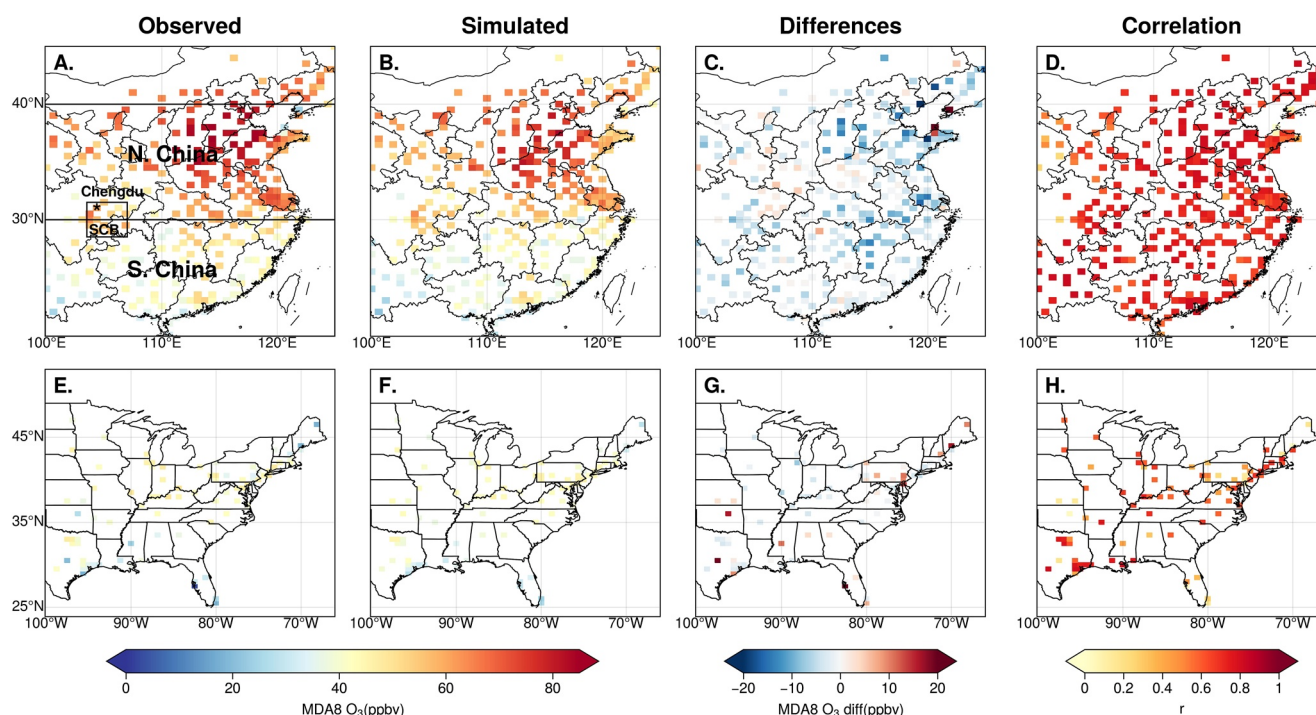 Observed Simulated Differences Correlation
A. B. C. D.
40°N
N. China
Chengdu
*
30°N
SCB
S. China
100°E 110°E 120°E 100°E 110°E 120°E 100°E 110°E 120°E 100°E 110°E 120°E
E. F. G. H.
45°N
35°N
25°N
100°W 90°W 80°W 70°W 100°W 90°W 80°W 70°W 100°W 90°W 80°W 70°W 100°W 90°W 80°W 70°W
0 20 40 60 80 −20 −10 0 10 20 0 0.2 0.4 0.6 0.8 1
MDA8 O₃(ppbv) MDA8 O₃ diff(ppbv) r